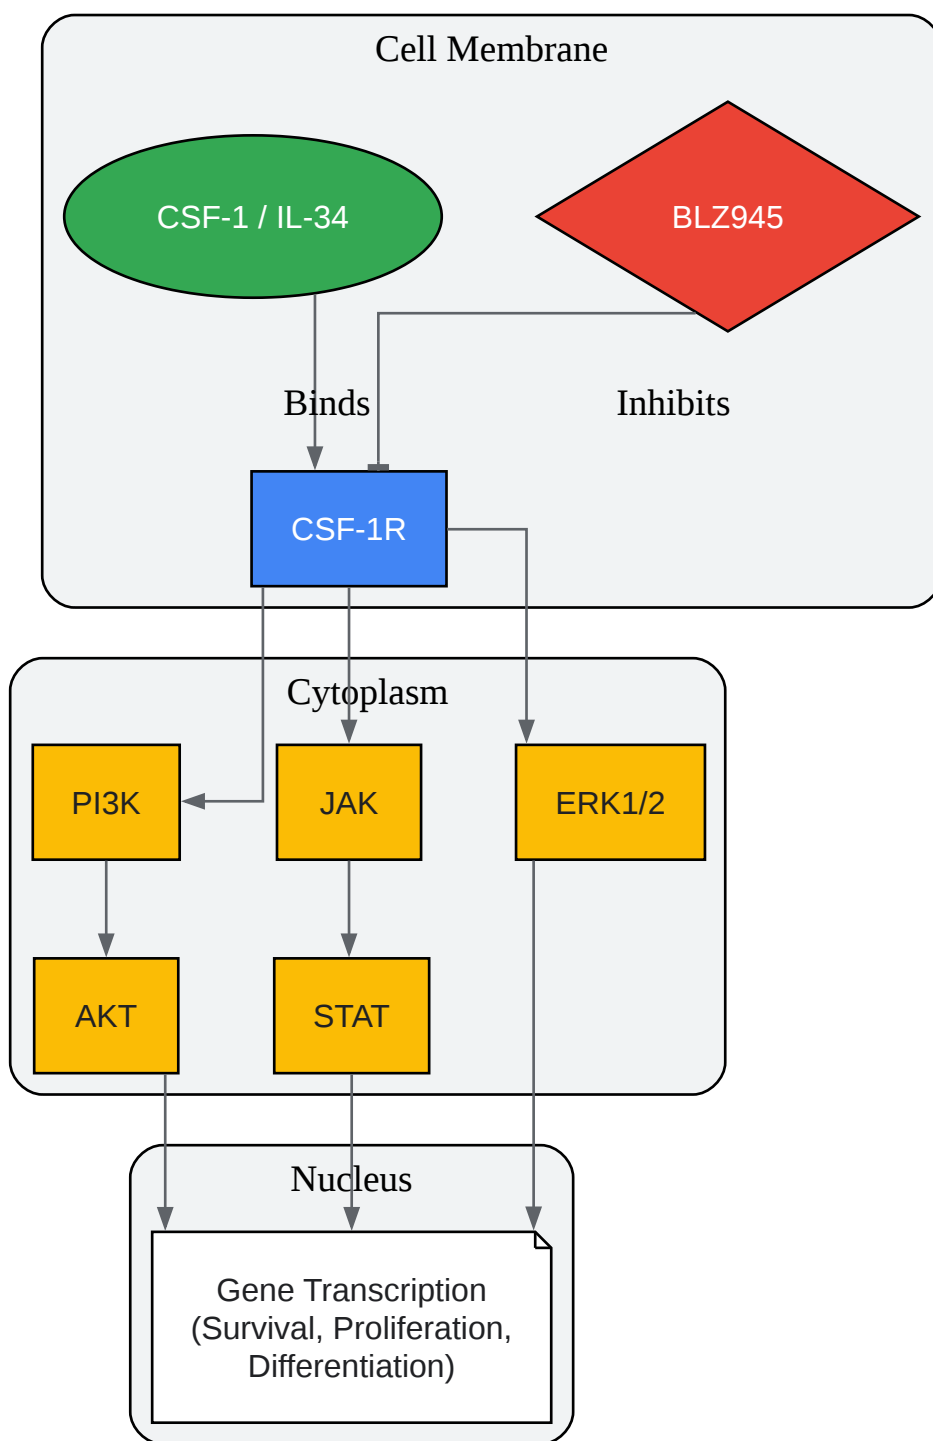 Cell Membrane
CSF-1 / IL-34
BLZ945
Binds
Inhibits
CSF-1R
Cytoplasm
PI3K
JAK
ERK1/2
AKT
STAT
Nucleus
Gene Transcription
(Survival, Proliferation,
Differentiation)